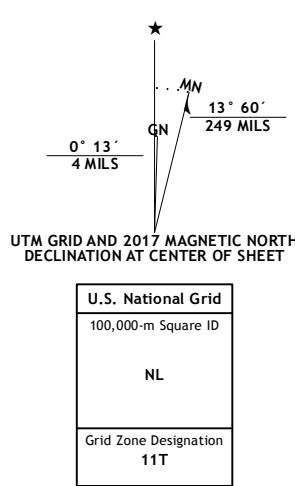 MN
GN
13° 60´
249 MILS
0° 13´
4 MILS
UTM GRID AND 2017 MAGNETIC NORTH
DECLINATION AT CENTER OF SHEET
U.S. National Grid
100,000-m Square ID
NL
Grid Zone Designation
11T